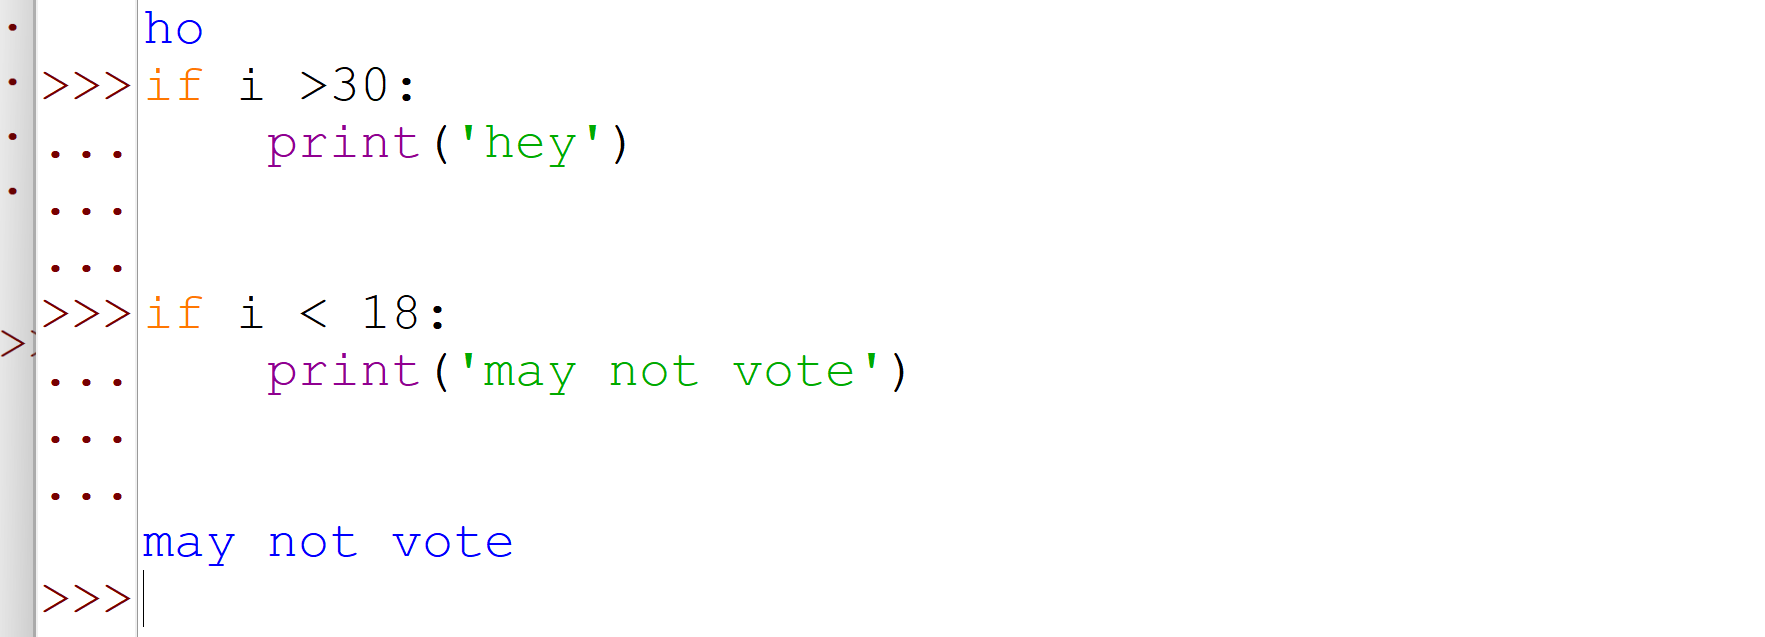 ho
>>> if i >30:
...     print('hey')
...
...
>>> if i < 18:
...     print('may not vote')
...
...
may not vote
>>>